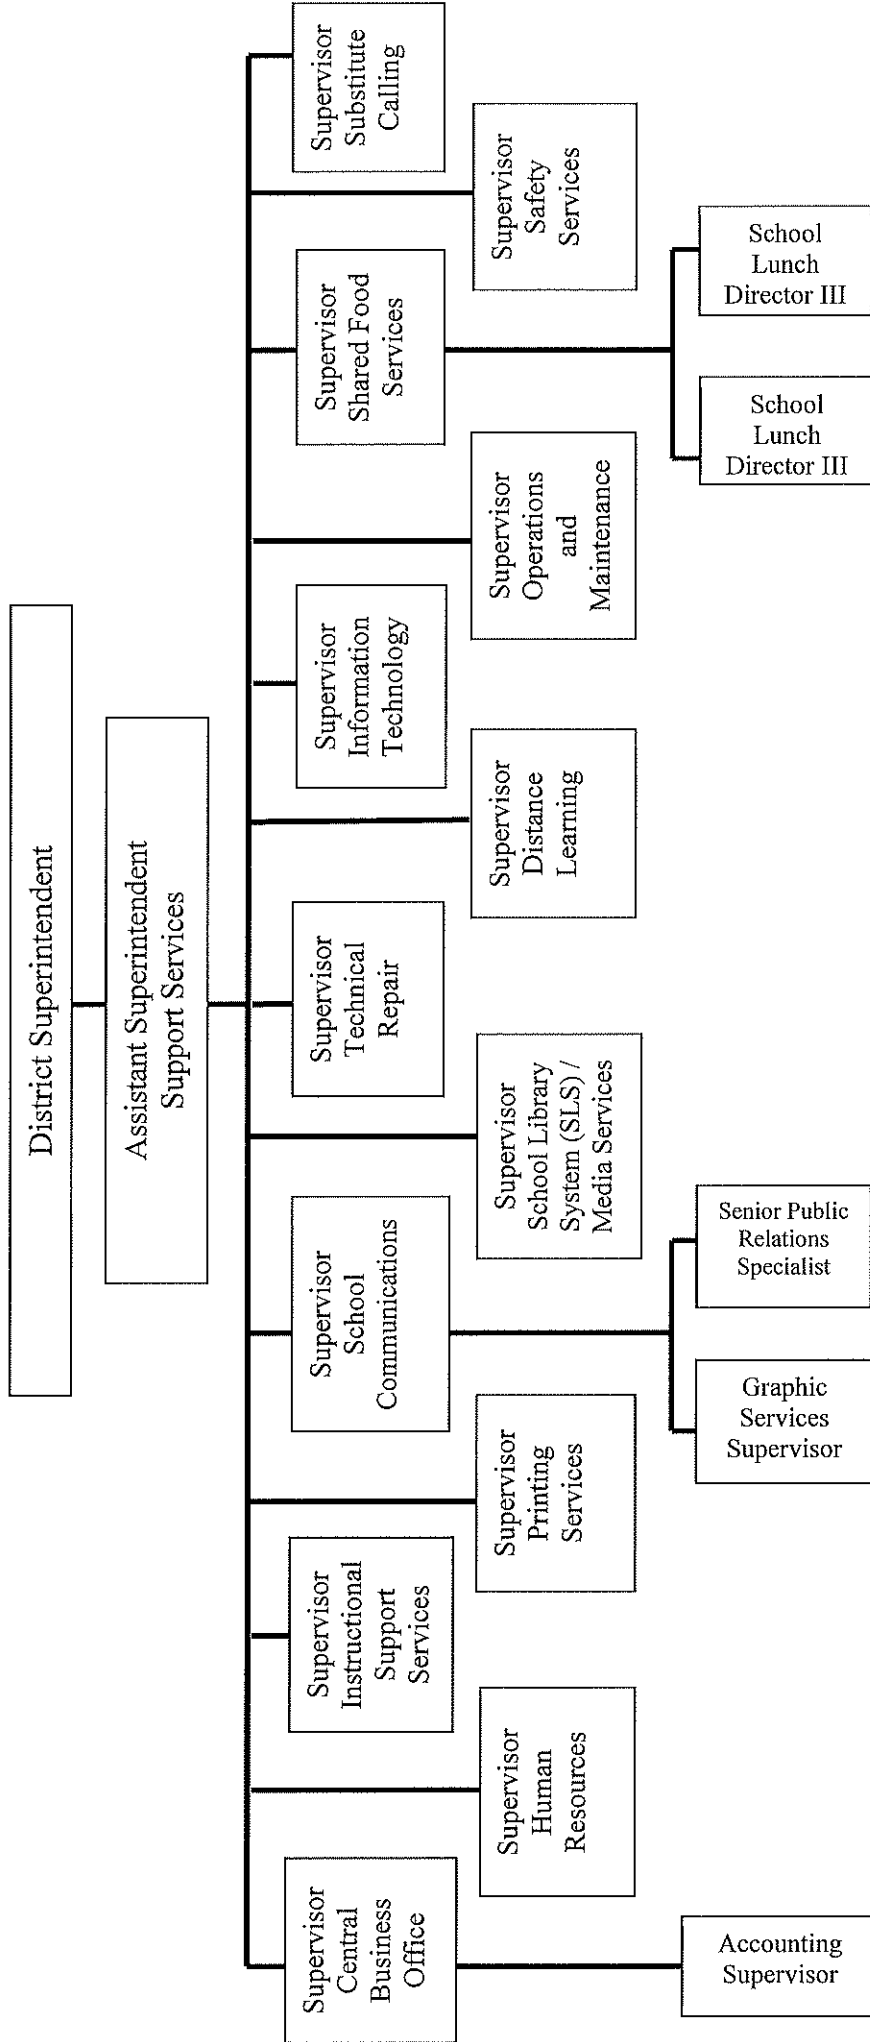 District Superintendent
Assistant Superintendent
Support Services
Supervisor
Central
Business
Office
Supervisor
Human
Resources
Supervisor
Instructional
Support
Services
Supervisor
Printing
Services
Supervisor
School
Communications
Supervisor
School Library
System (SLS) /
Media Services
Supervisor
Technical
Repair
Supervisor
Distance
Learning
Supervisor
Information
Technology
Supervisor
Operations
and
Maintenance
Supervisor
Shared Food
Services
Supervisor
Safety
Services
Supervisor
Substitute
Calling
Accounting
Supervisor
Graphic
Services
Supervisor
Senior Public
Relations
Specialist
School
Lunch
Director III
School
Lunch
Director III